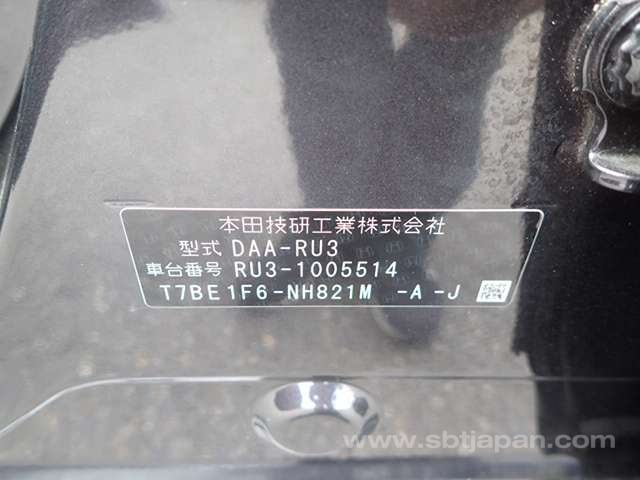 本田技研工業株式会社
型式 DAA-RU3
車台番号 RU3-1005514
T7BE1F6-NH821M -A-J
www.sbtjapan.com